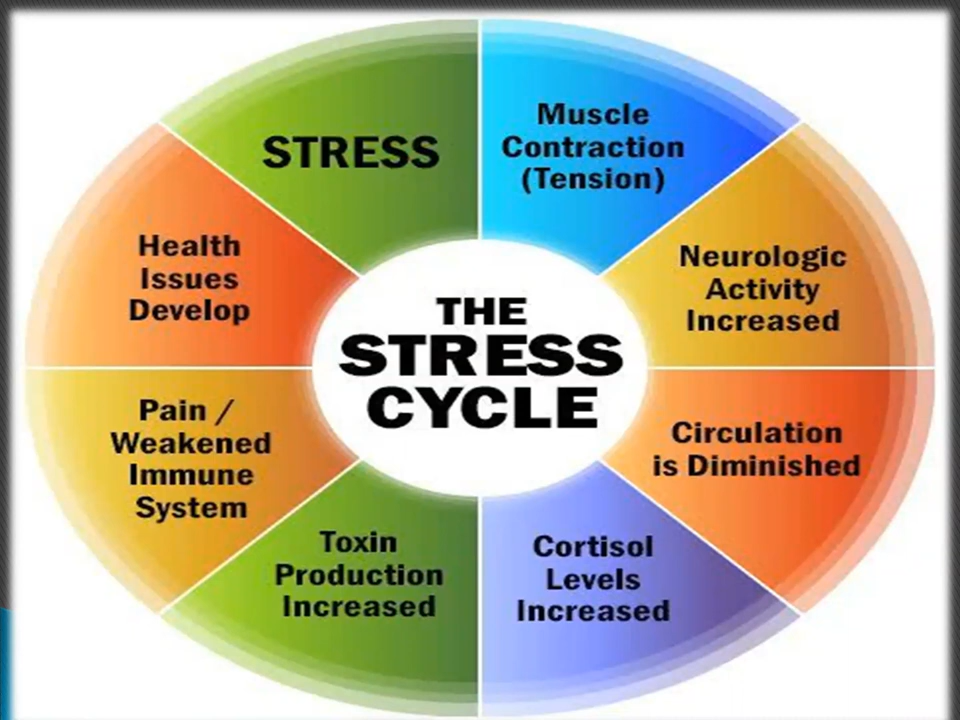 STRESS
Muscle
Contraction
(Tension)
Neurologic
Activity
Increased
Circulation
is Diminished
Cortisol
Levels
Increased
Toxin
Production
Increased
Pain /
Weakened
Immune
System
Health
Issues
Develop
THE
STRESS
CYCLE